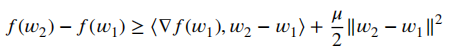 f(w₂) − f(w₁) ≥ ⟨∇f(w₁), w₂ − w₁⟩ + μ/2 ‖w₂ − w₁‖²